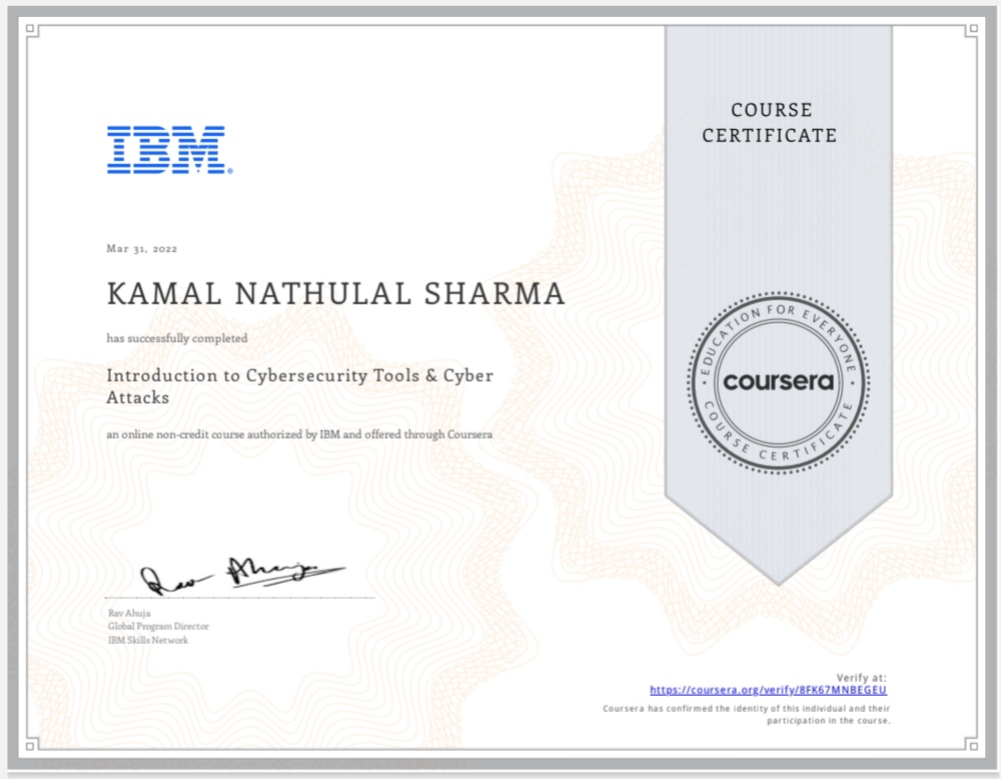 COURSE
CERTIFICATE
IBM®
Mar 31, 2022
KAMAL NATHULAL SHARMA
has successfully completed
Introduction to Cybersecurity Tools & Cyber
Attacks
an online non-credit course authorized by IBM and offered through Coursera
EDUCATION FOR EVERYONE
coursera
COURSE CERTIFICATE
Rav Ahuja
Rav Ahuja
Global Program Director
IBM Skills Network
Verify at:
https://coursera.org/verify/8FK67MNBEGEU
Coursera has confirmed the identity of this individual and their
participation in the course.